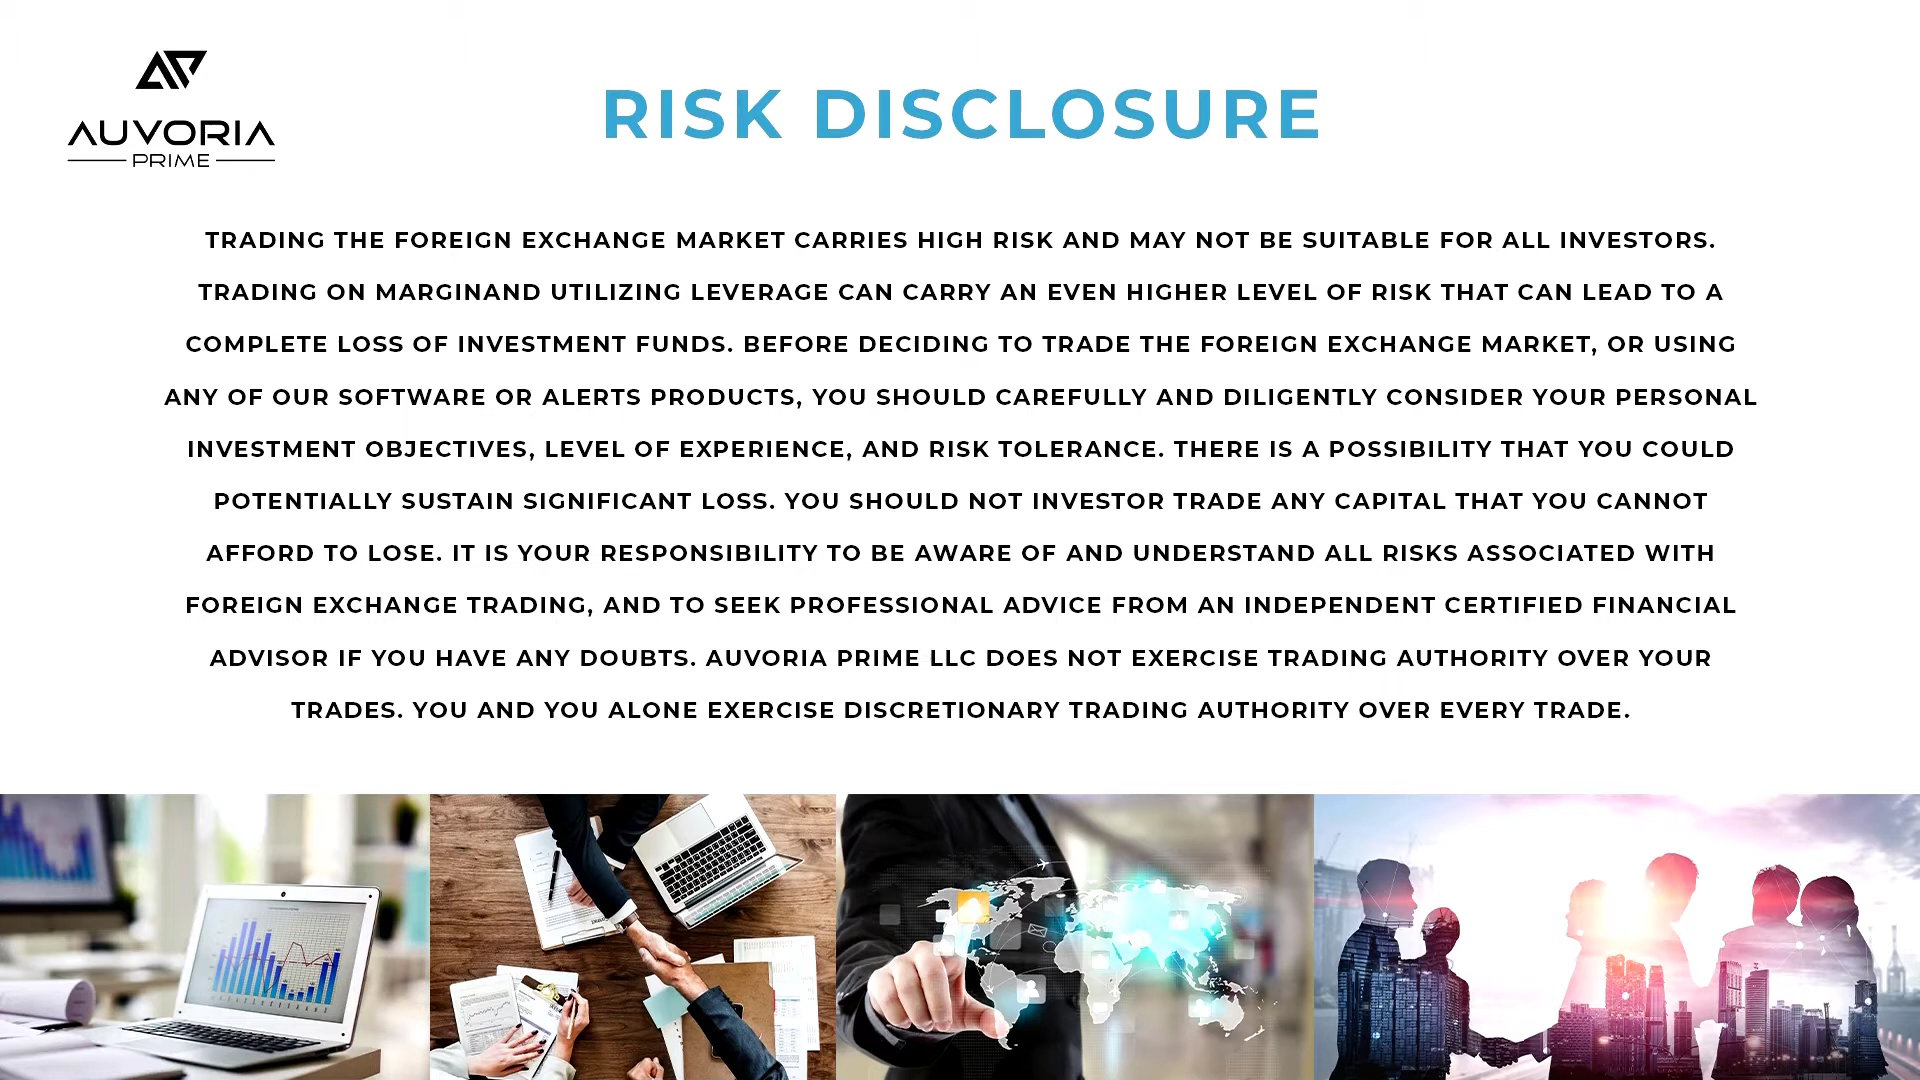 AUVORIA
PRIME
RISK DISCLOSURE
TRADING THE FOREIGN EXCHANGE MARKET CARRIES HIGH RISK AND MAY NOT BE SUITABLE FOR ALL INVESTORS.
TRADING ON MARGINAND UTILIZING LEVERAGE CAN CARRY AN EVEN HIGHER LEVEL OF RISK THAT CAN LEAD TO A
COMPLETE LOSS OF INVESTMENT FUNDS. BEFORE DECIDING TO TRADE THE FOREIGN EXCHANGE MARKET, OR USING
ANY OF OUR SOFTWARE OR ALERTS PRODUCTS, YOU SHOULD CAREFULLY AND DILIGENTLY CONSIDER YOUR PERSONAL
INVESTMENT OBJECTIVES, LEVEL OF EXPERIENCE, AND RISK TOLERANCE. THERE IS A POSSIBILITY THAT YOU COULD
POTENTIALLY SUSTAIN SIGNIFICANT LOSS. YOU SHOULD NOT INVESTOR TRADE ANY CAPITAL THAT YOU CANNOT
AFFORD TO LOSE. IT IS YOUR RESPONSIBILITY TO BE AWARE OF AND UNDERSTAND ALL RISKS ASSOCIATED WITH
FOREIGN EXCHANGE TRADING, AND TO SEEK PROFESSIONAL ADVICE FROM AN INDEPENDENT CERTIFIED FINANCIAL
ADVISOR IF YOU HAVE ANY DOUBTS. AUVORIA PRIME LLC DOES NOT EXERCISE TRADING AUTHORITY OVER YOUR
TRADES. YOU AND YOU ALONE EXERCISE DISCRETIONARY TRADING AUTHORITY OVER EVERY TRADE.